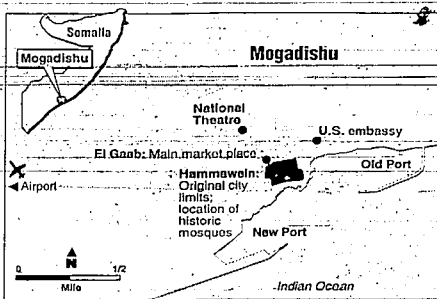 Somalia
Mogadishu
Mogadishu
National
Theatre
U.S. embassy
El Gaab: Main market place
Old Port
Airport
Hammawein:
Original city
limits;
location of
historic
mosques
New Port
N
0 1/2
Mile
Indian Ocean